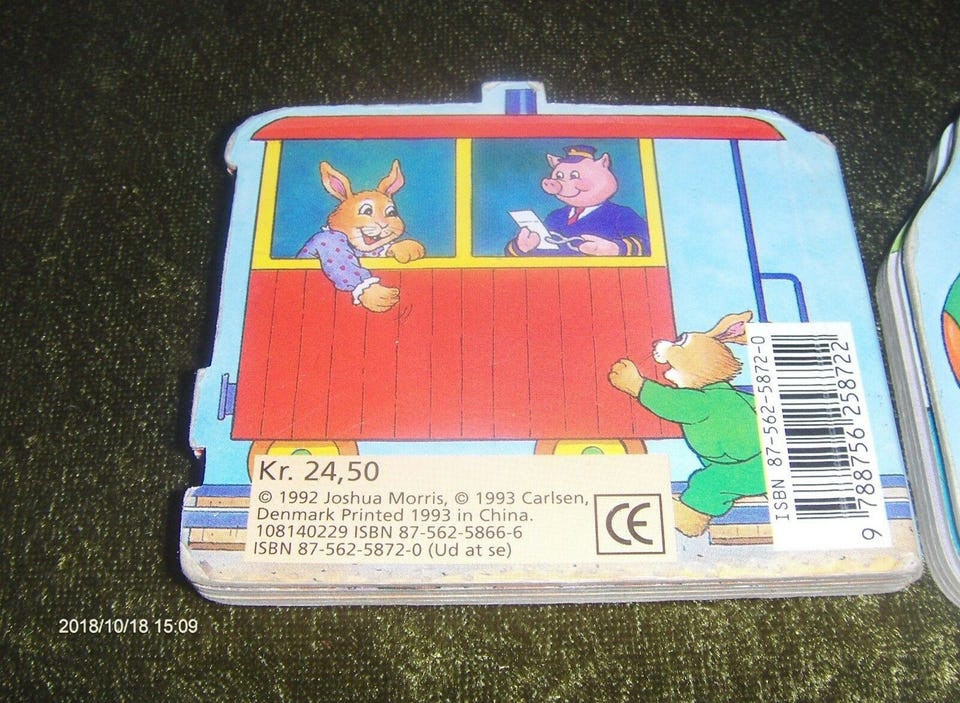 Kr. 24,50
© 1992 Joshua Morris, © 1993 Carlsen,
Denmark Printed 1993 in China.
108140229 ISBN 87-562-5866-6
ISBN 87-562-5872-0 (Ud at se)
CE
ISBN 87-562-5872-0
9 788756 258722
2018/10/18 15:09